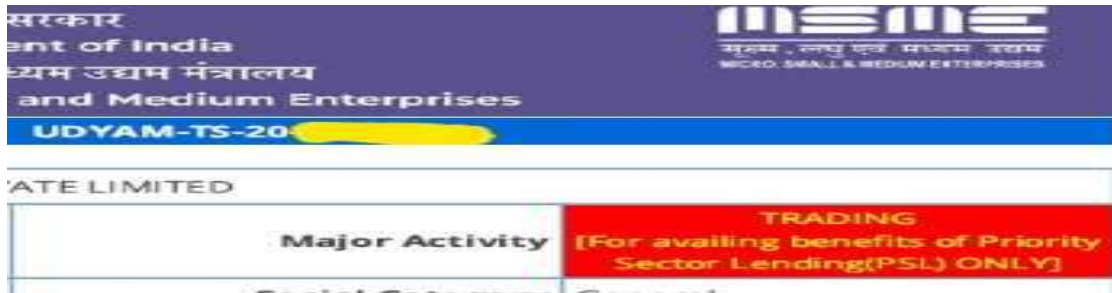 सरकार
ent of India
MSME
सूक्ष्म, लघु एवं मध्यम उद्यम
MICRO, SMALL & MEDIUM ENTERPRISES
ध्यम उद्यम मंत्रालय
and Medium Enterprises
UDYAM-TS-20
ATE LIMITED
Major Activity
TRADING
[For availing benefits of Priority
Sector Lending(PSL) ONLY]